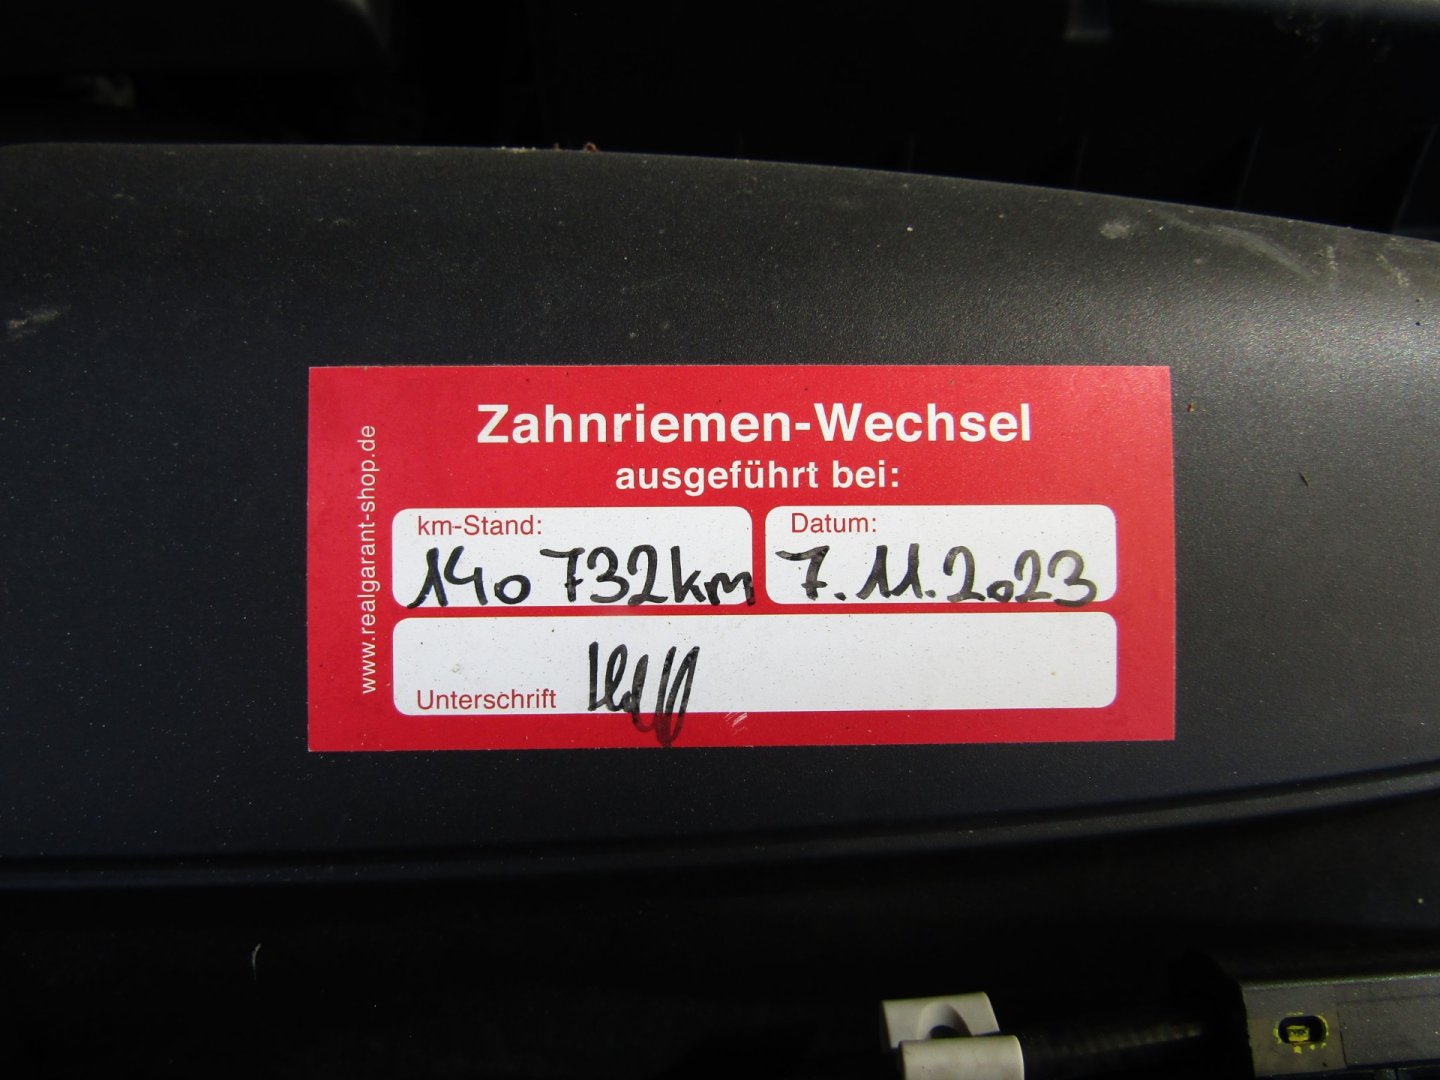 Zahnriemen-Wechsel
ausgeführt bei:
km-Stand:
140 732km
Datum:
7.11.2023
Unterschrift
www.realgarant-shop.de